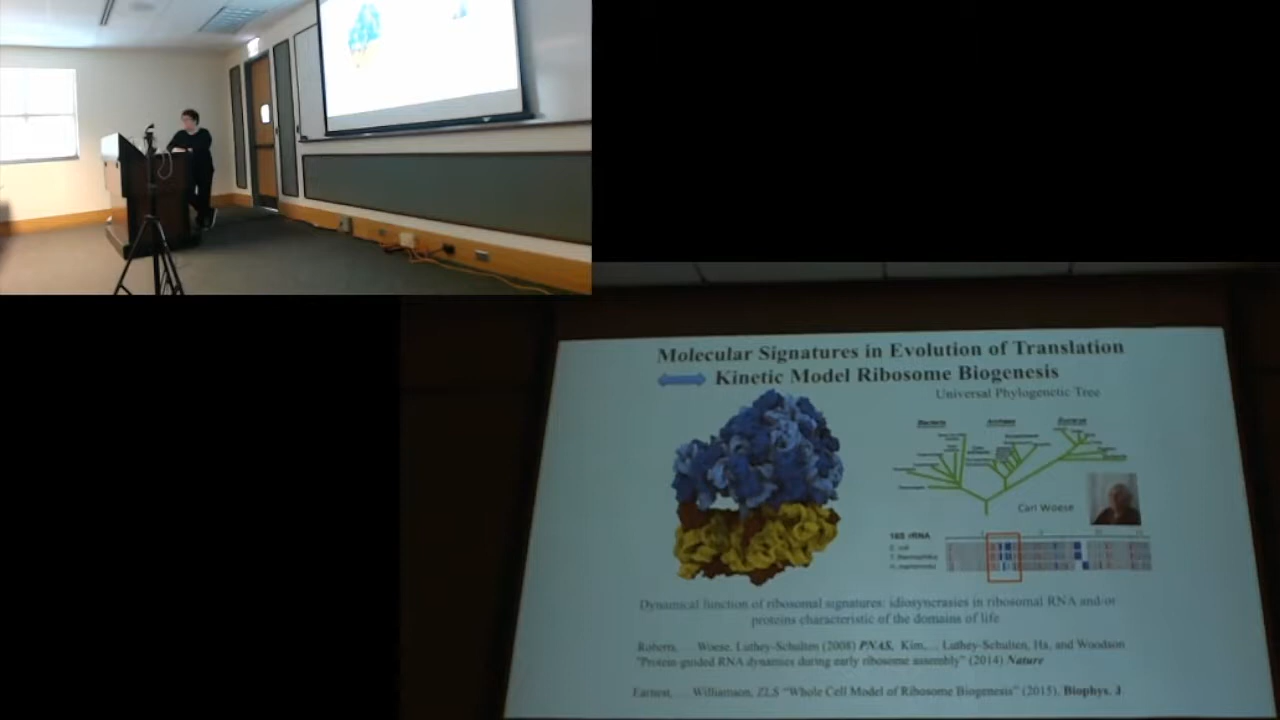 Molecular Signatures in Evolution of Translation
Kinetic Model Ribosome Biogenesis
Universal Phylogenetic Tree
Bacteria Archaea Eucarya
Carl Woese
16S rRNA
E. coli
T. thermophilus
H. marismortui
Dynamical function of ribosomal signatures: idiosyncrasies in ribosomal RNA and/or
proteins characteristic of the domains of life
Roberts, ... Woese, Luthey-Schulten (2008) PNAS, Kim,... Luthey-Schulten, Ha, and Woodson
"Protein-guided RNA dynamics during early ribosome assembly" (2014) Nature
Earnest, ... Williamson, ZLS "Whole Cell Model of Ribosome Biogenesis" (2015), Biophys. J.